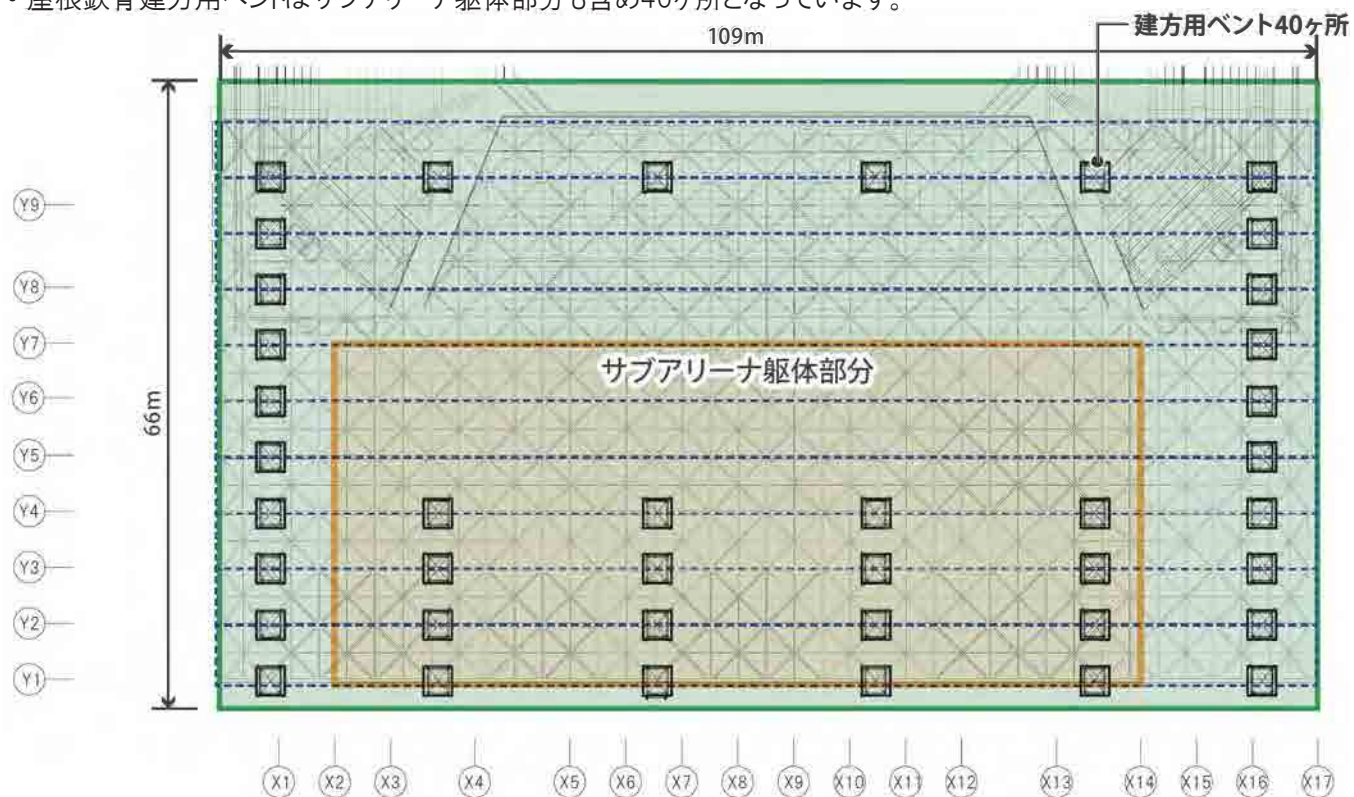 ・屋根鉄骨建方用ベントはサブアリーナ躯体部分も含め40ヶ所となっています。
建方用ベント40ヶ所
109m
66m
サブアリーナ躯体部分
Y9
Y8
Y7
Y6
Y5
Y4
Y3
Y2
Y1
X1 X2 X3 X4 X5 X6 X7 X8 X9 X10 X11 X12 X13 X14 X15 X16 X17